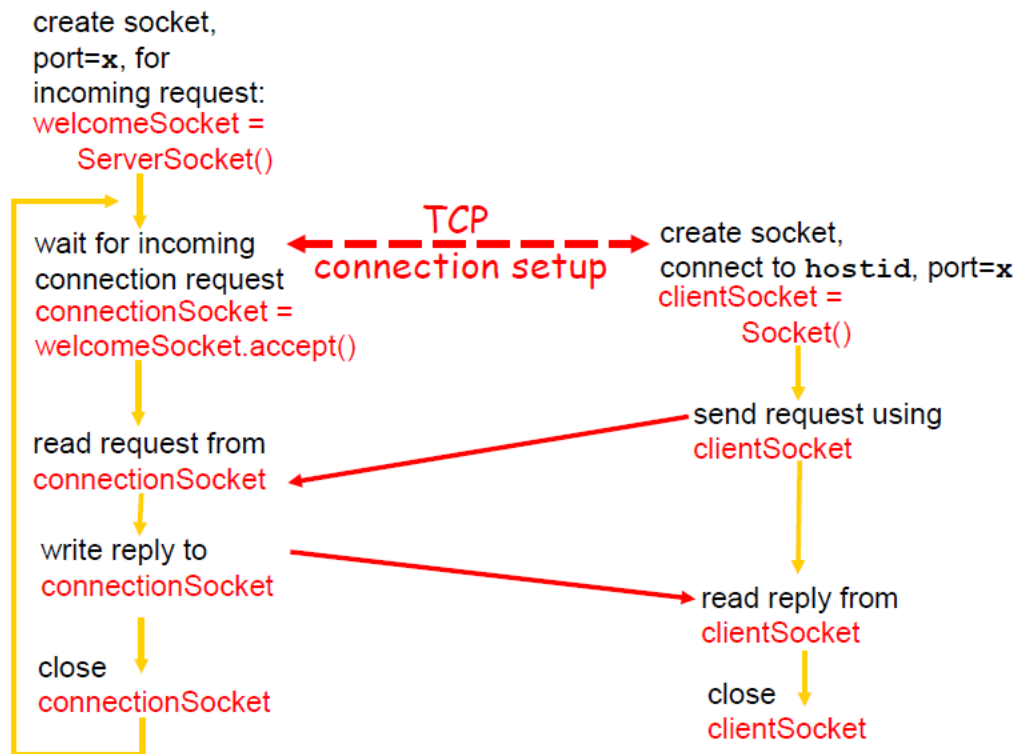 create socket,
port=x, for
incoming request:
welcomeSocket =
ServerSocket()
wait for incoming
connection request
connectionSocket =
welcomeSocket.accept()
read request from
connectionSocket
write reply to
connectionSocket
close
connectionSocket
TCP
connection setup
create socket,
connect to hostid, port=x
clientSocket =
Socket()
send request using
clientSocket
read reply from
clientSocket
close
clientSocket